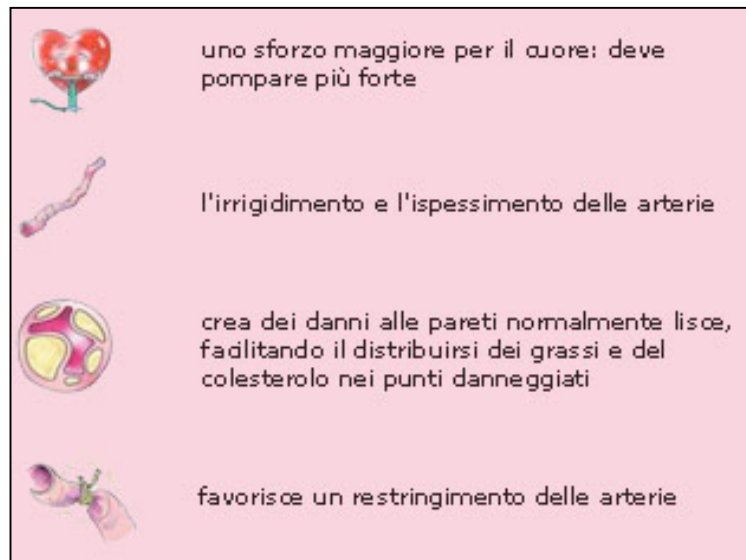 uno sforzo maggiore per il cuore: deve
pompare più forte
l'irrigidimento e l'ispessimento delle arterie
crea dei danni alle pareti normalmente lisce,
facilitando il distribuirsi dei grassi e del
colesterolo nei punti danneggiati
favorisce un restringimento delle arterie